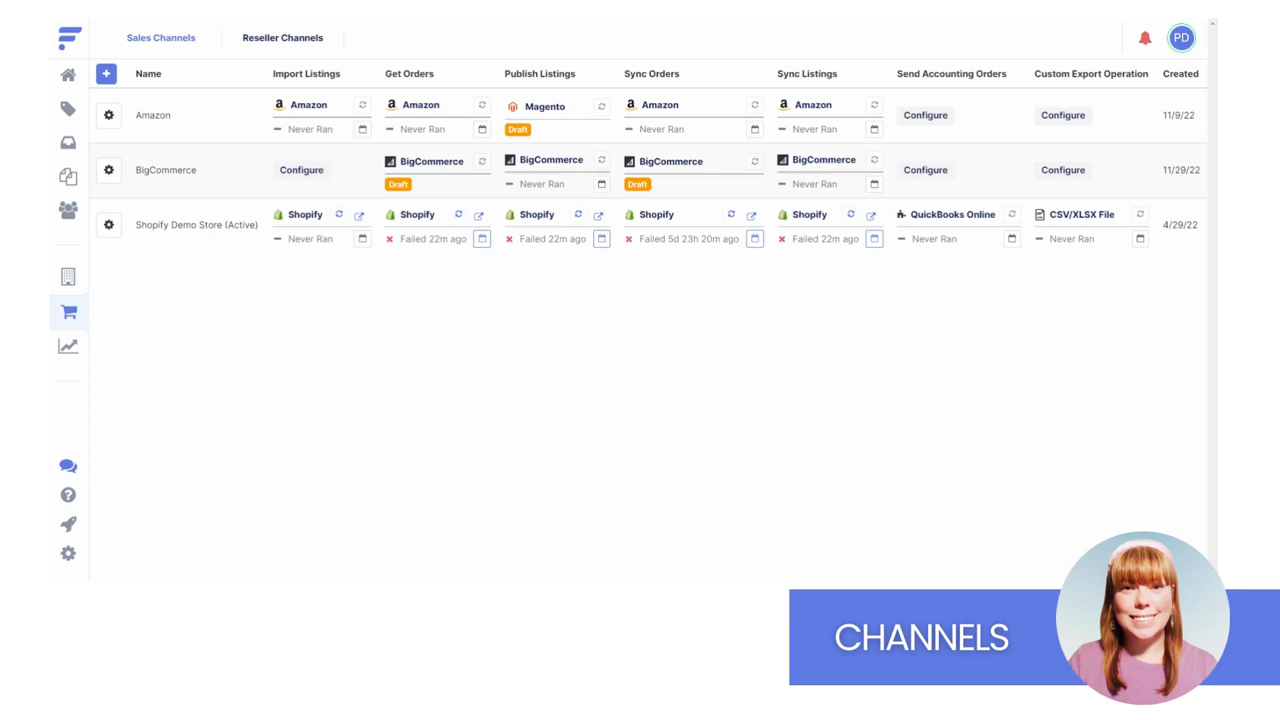 Sales Channels Reseller Channels PD
+ Name Import Listings Get Orders Publish Listings Sync Orders Sync Listings Send Accounting Orders Custom Export Operation Created
Amazon Amazon Amazon Magento Amazon Amazon Configure Configure 11/9/22
Never Ran Never Ran Draft Never Ran Never Ran
BigCommerce Configure BigCommerce BigCommerce BigCommerce BigCommerce Configure Configure 11/29/22
Draft Never Ran Draft Never Ran
Shopify Demo Store (Active) Shopify Shopify Shopify Shopify Shopify QuickBooks Online CSV/XLSX File 4/29/22
Never Ran Failed 22m ago Failed 22m ago Failed 5d 23h 20m ago Failed 22m ago Never Ran Never Ran
CHANNELS